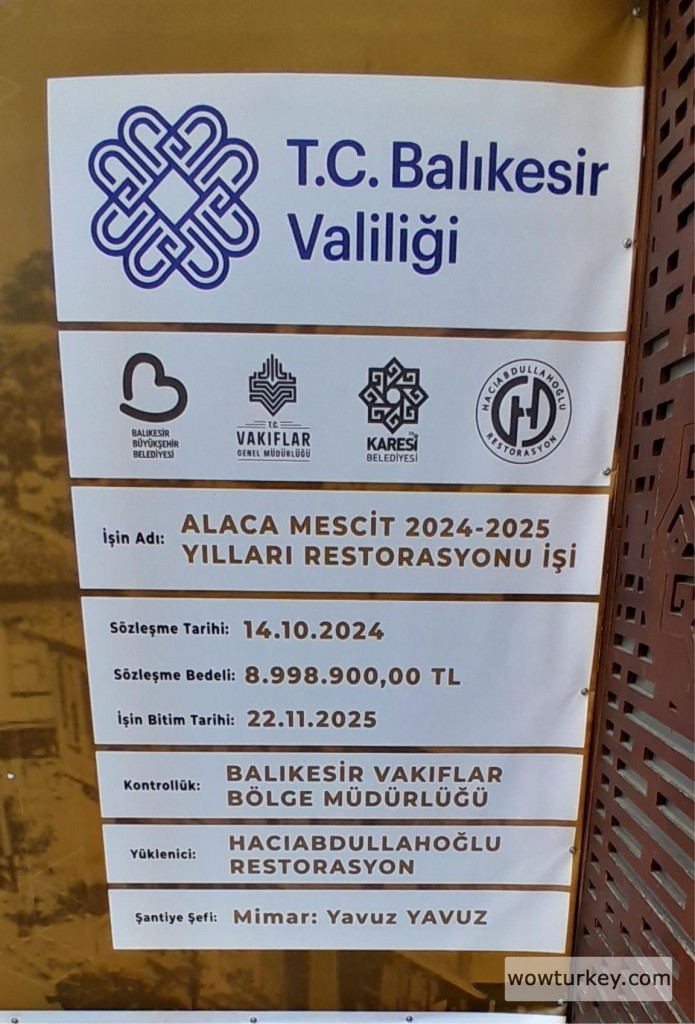 T.C. Balıkesir
Valiliği
BALIKESİR
BÜYÜKŞEHİR
BELEDİYESİ
T.C.
VAKIFLAR
GENEL MÜDÜRLÜĞÜ
KARESİ
BELEDİYESİ
HACIABDULLAHOĞLU
RESTORASYON
İşin Adı: ALACA MESCİT 2024-2025
YILLARI RESTORASYONU İŞİ
Sözleşme Tarihi: 14.10.2024
Sözleşme Bedeli: 8.998.900,00 TL
İşin Bitim Tarihi: 22.11.2025
Kontrollük: BALIKESİR VAKIFLAR
BÖLGE MÜDÜRLÜĞÜ
Yüklenici: HACIABDULLAHOĞLU
RESTORASYON
Şantiye Şefi: Mimar: Yavuz YAVUZ
wowturkey.com